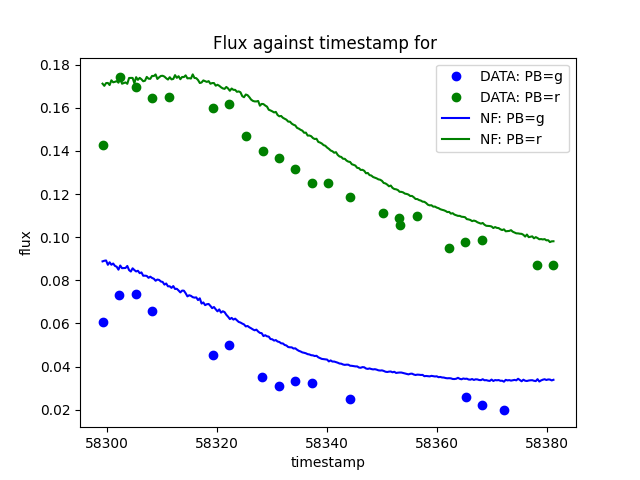 Flux against timestamp for
DATA: PB=g
DATA: PB=r
NF: PB=g
NF: PB=r
flux
0.18
0.16
0.14
0.12
0.10
0.08
0.06
0.04
0.02
58300 58320 58340 58360 58380
timestamp